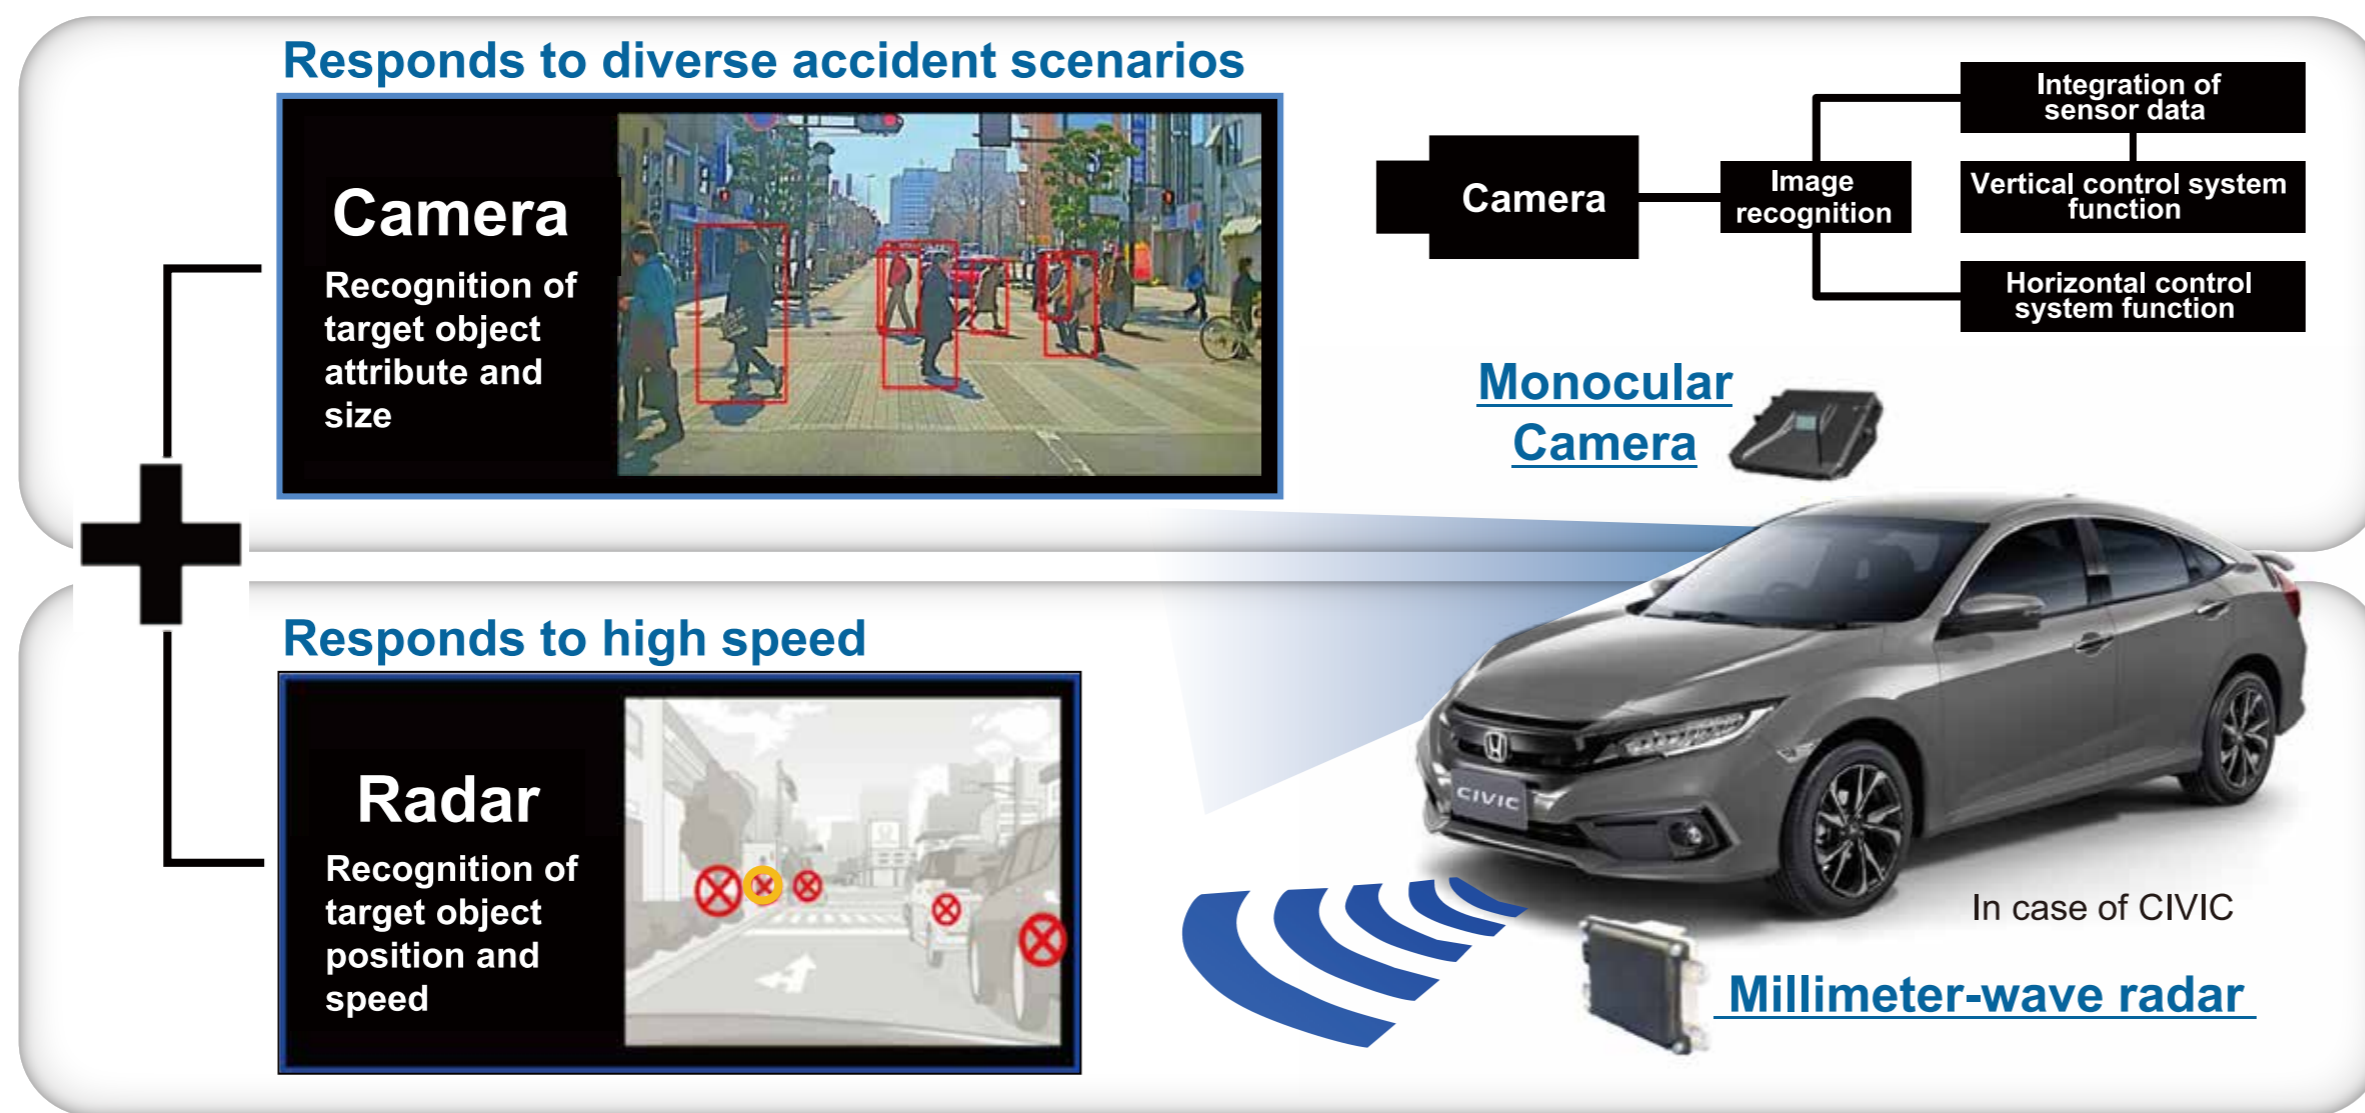 Responds to diverse accident scenarios
Camera
Recognition of
target object
attribute and
size
Camera
Image
recognition
Integration of
sensor data
Vertical control system
function
Horizontal control
system function
Monocular
Camera
Responds to high speed
Radar
Recognition of
target object
position and
speed
CIVIC
In case of CIVIC
Millimeter-wave radar